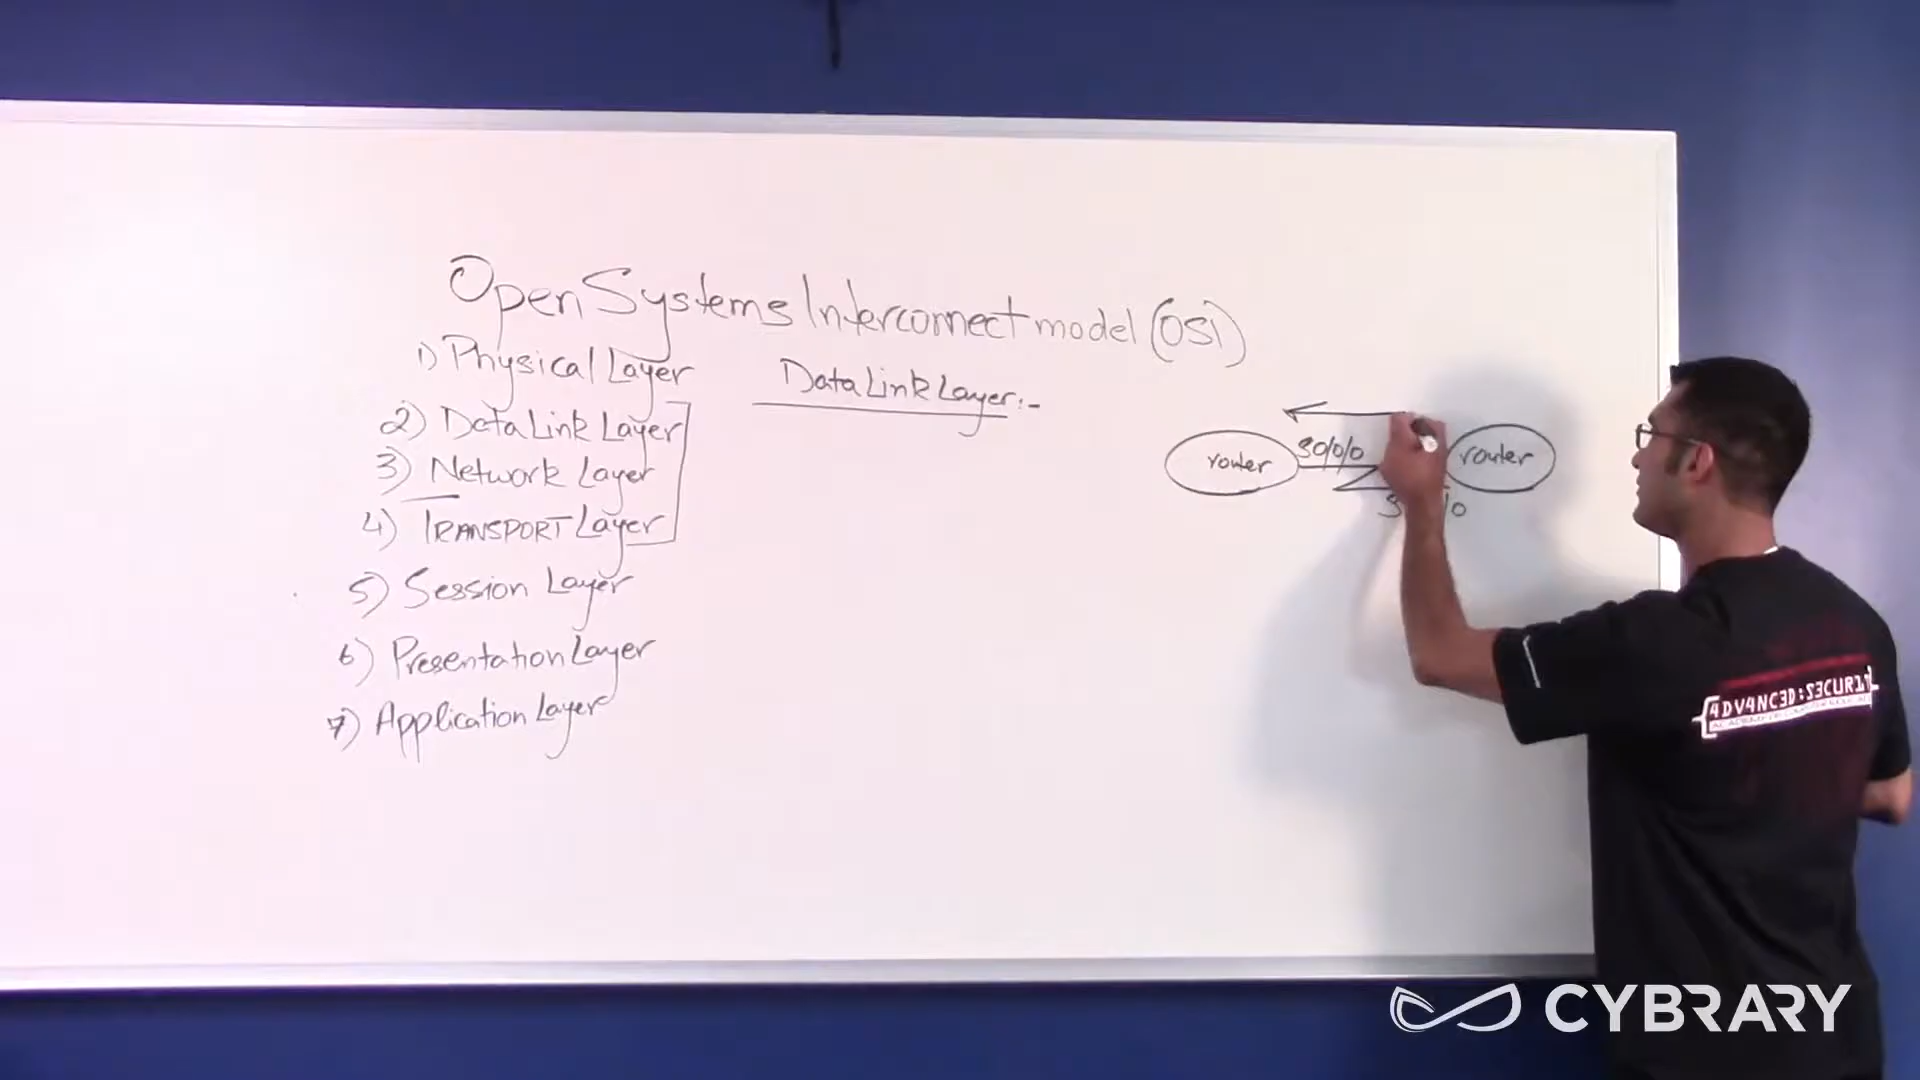 Open Systems Interconnect model (OSI)
1) Physical Layer
Data Link Layer:-
2) Data Link Layer
3) Network Layer
4) TRANSPORT Layer
5) Session Layer
6) Presentation Layer
7) Application Layer
router
S0/0/0
router
{4DV4NC3D:S3CUR1T
CYBRARY